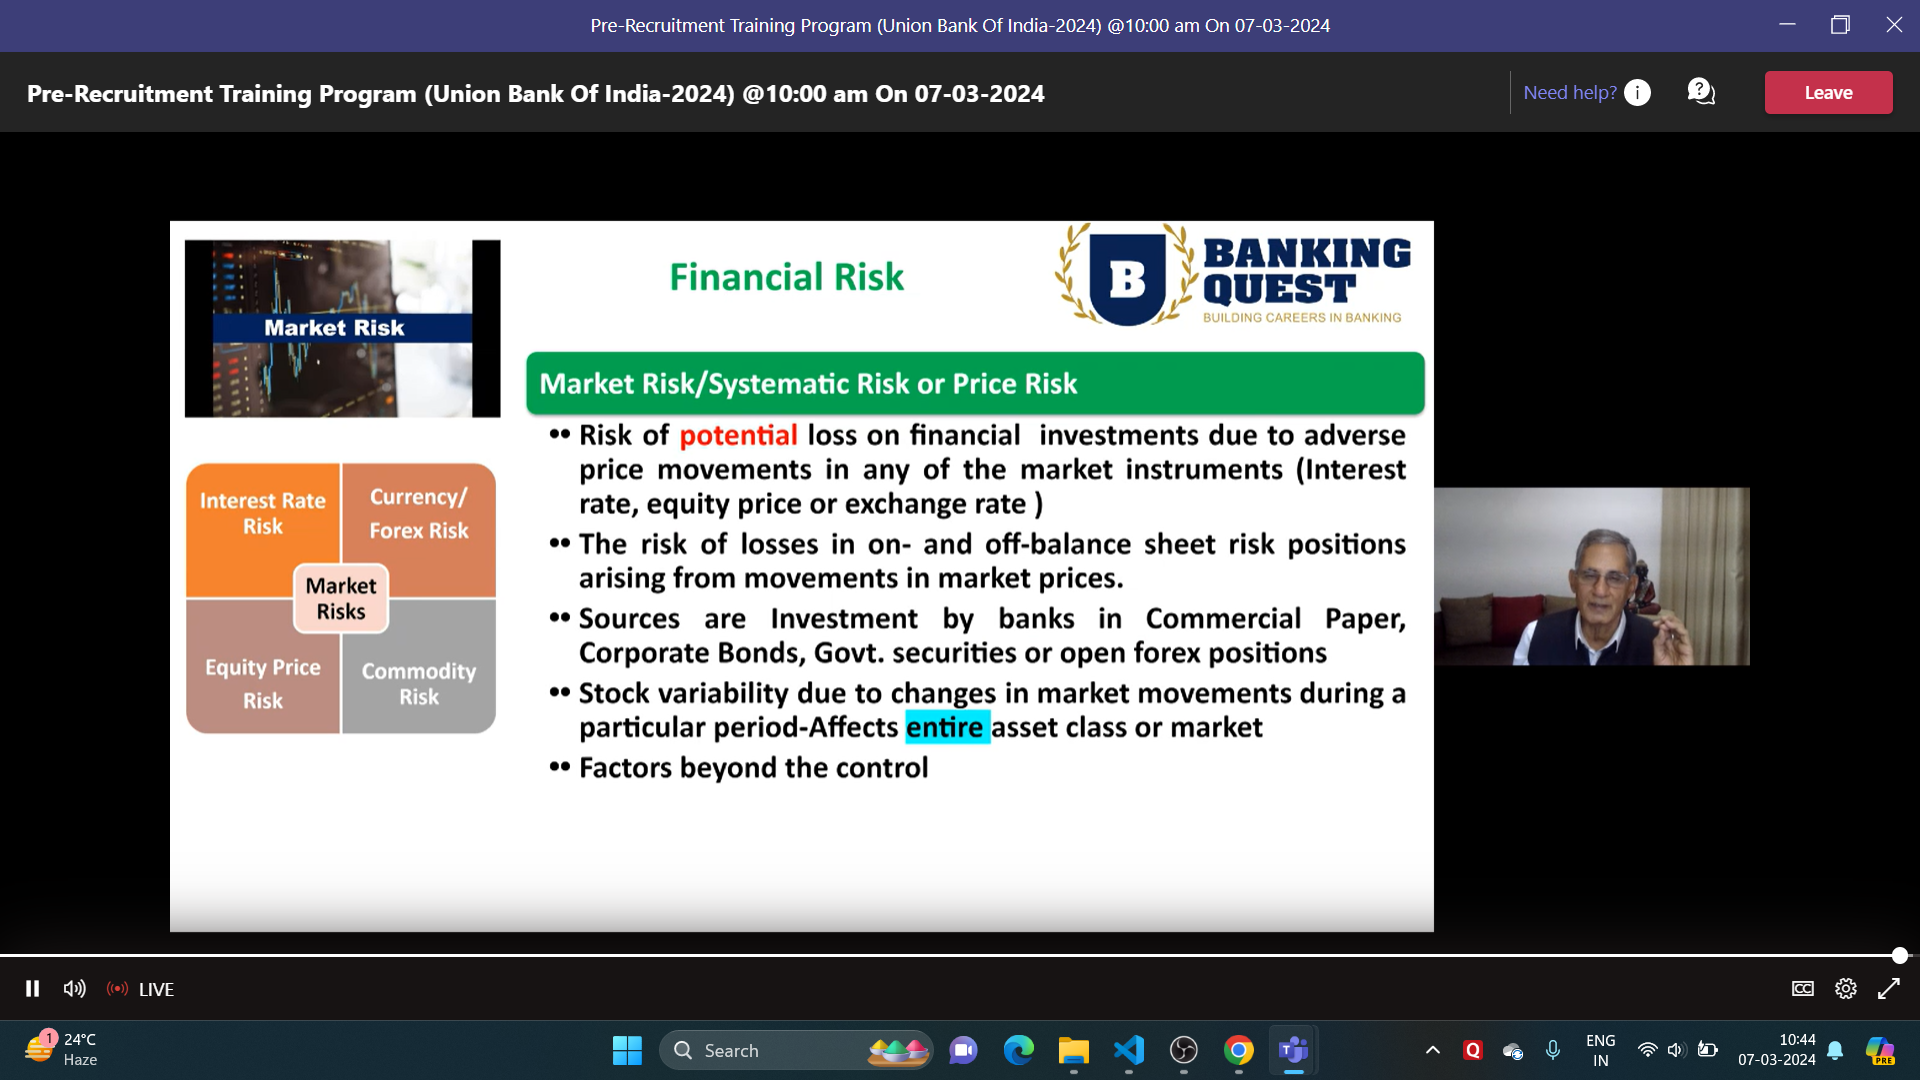 Pre-Recruitment Training Program (Union Bank Of India-2024) @10:00 am On 07-03-2024
Pre-Recruitment Training Program (Union Bank Of India-2024) @10:00 am On 07-03-2024
Need help?
Leave
Market Risk
Financial Risk
B
BANKING
QUEST
BUILDING CAREERS IN BANKING
Market Risk/Systematic Risk or Price Risk
•• Risk of potential loss on financial investments due to adverse
price movements in any of the market instruments (Interest
rate, equity price or exchange rate )
•• The risk of losses in on- and off-balance sheet risk positions
arising from movements in market prices.
•• Sources are Investment by banks in Commercial Paper,
Corporate Bonds, Govt. securities or open forex positions
•• Stock variability due to changes in market movements during a
particular period-Affects entire asset class or market
•• Factors beyond the control
Interest Rate
Risk
Currency/
Forex Risk
Market
Risks
Equity Price
Risk
Commodity
Risk
LIVE
CC
1
24°C
Haze
Search
T
Q
ENG
IN
10:44
07-03-2024
PRE